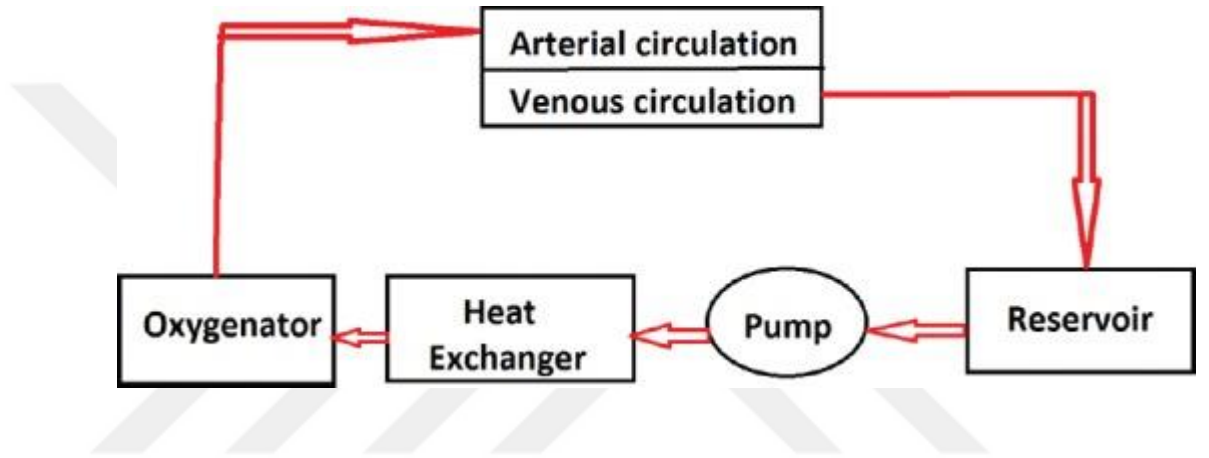 Arterial circulation
Venous circulation
Oxygenator
Heat
Exchanger
Pump
Reservoir